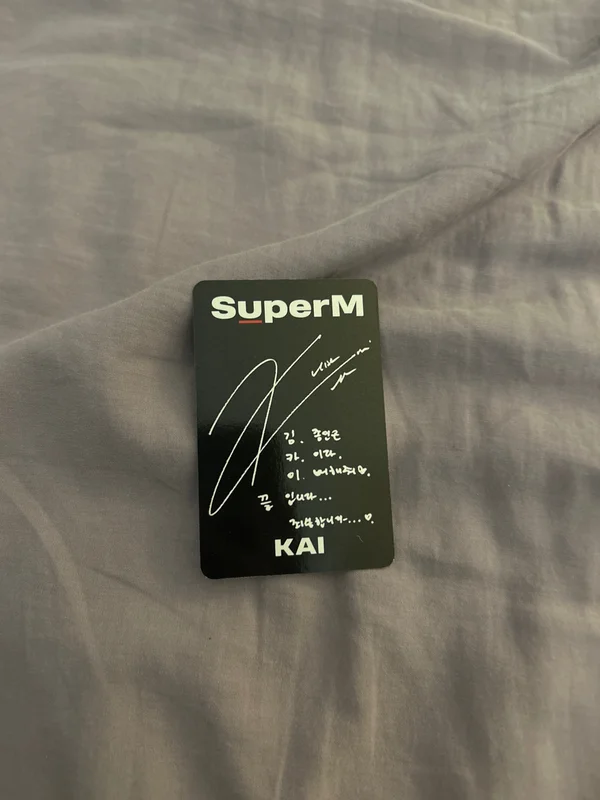 SuperM
김. 종인은
카. 이라.
이. 뻐해줘♡.
끝 입니다...
죄송합니다...♡.
KAI